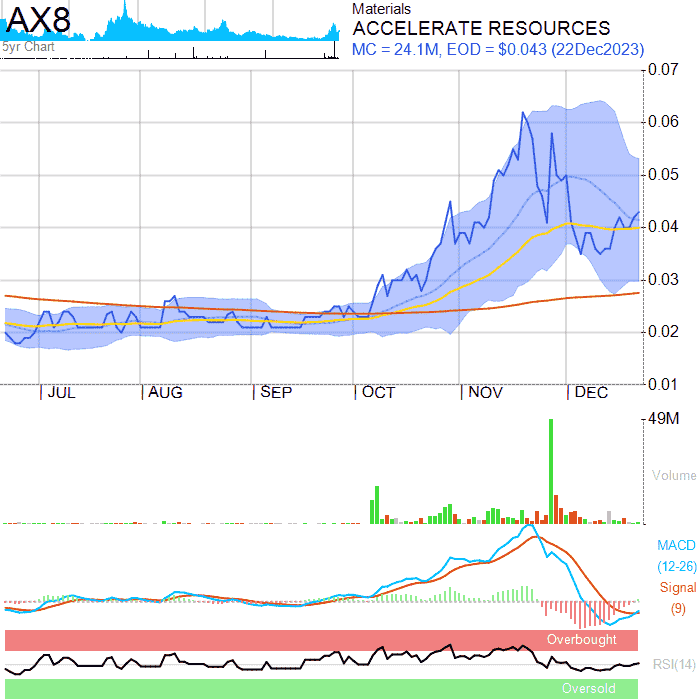 AX8
5yr Chart
Materials
ACCELERATE RESOURCES
MC = 24.1M, EOD = $0.043 (22Dec2023)
0.07
0.06
0.05
0.04
0.03
0.02
0.01
JUL AUG SEP OCT NOV DEC
49M
Volume
MACD
(12-26)
Signal
(9)
Overbought
RSI(14)
Oversold